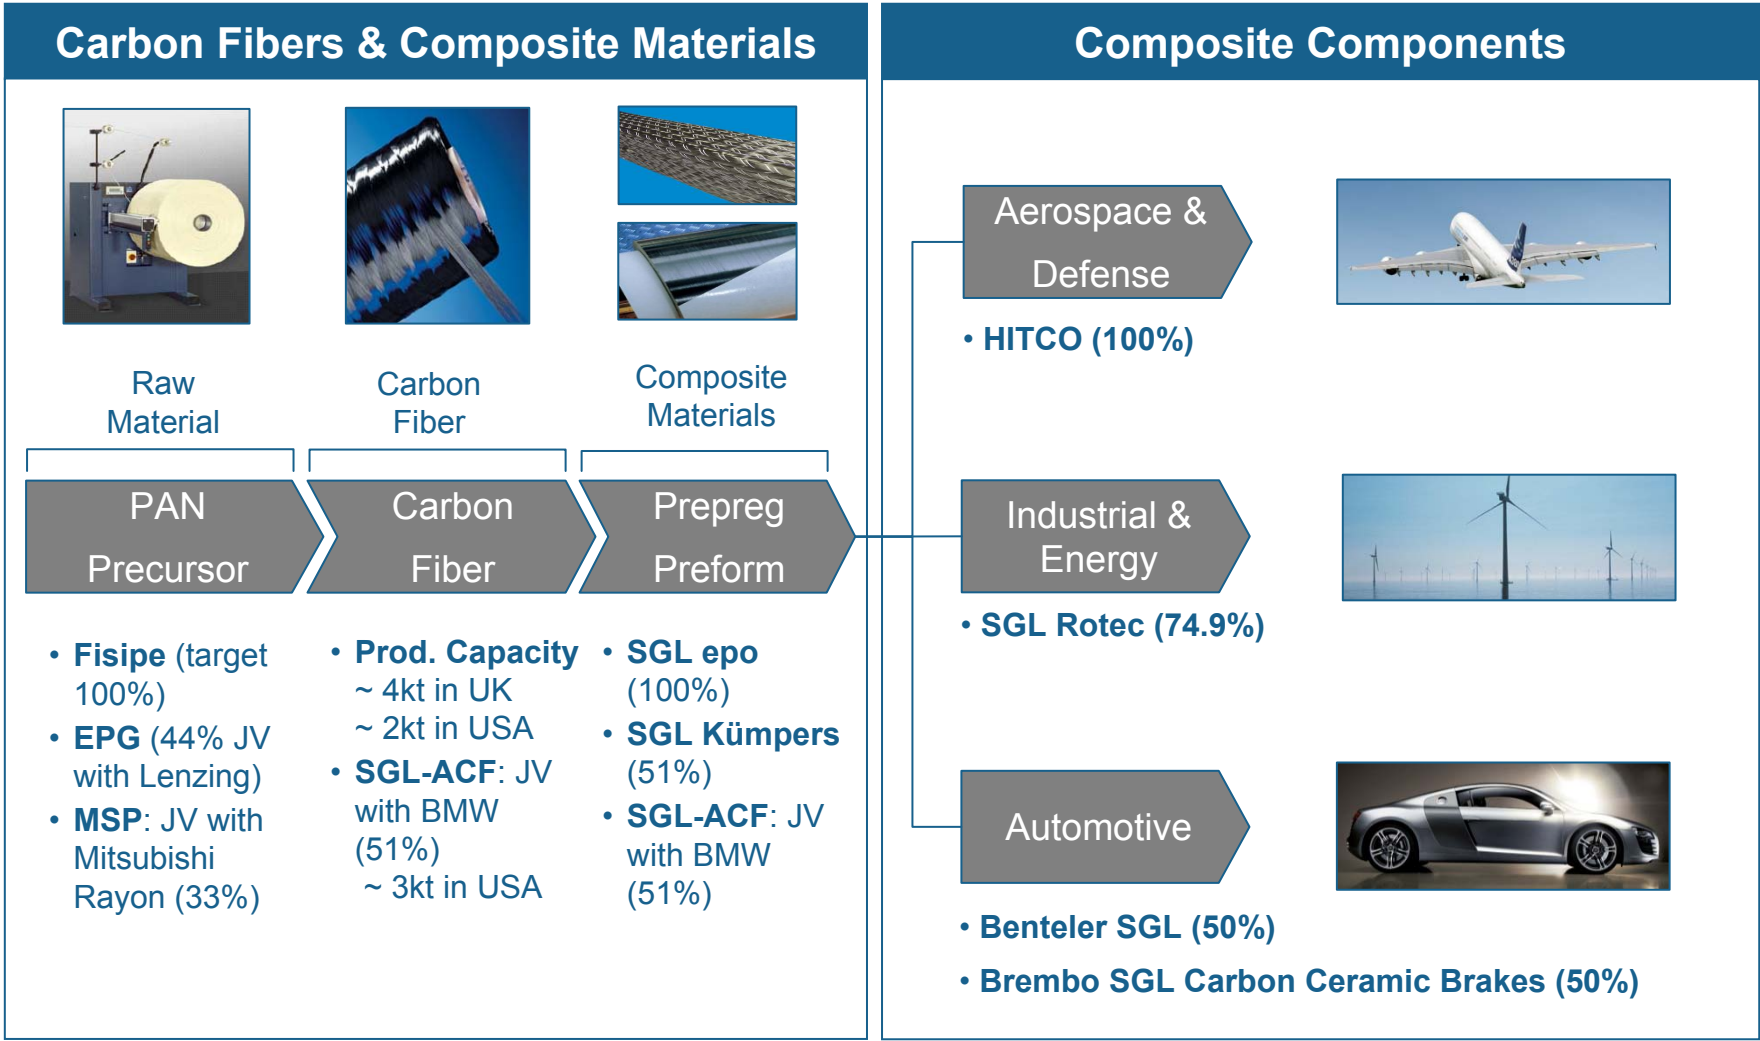 Carbon Fibers & Composite Materials
Raw
Material
Carbon
Fiber
Composite
Materials
PAN
Precursor
Carbon
Fiber
Prepreg
Preform
• Fisipe (target
100%)
• EPG (44% JV
with Lenzing)
• MSP: JV with
Mitsubishi
Rayon (33%)
• Prod. Capacity
~ 4kt in UK
~ 2kt in USA
• SGL-ACF: JV
with BMW
(51%)
~ 3kt in USA
• SGL epo
(100%)
• SGL Kümpers
(51%)
• SGL-ACF: JV
with BMW
(51%)
Composite Components
Aerospace &
Defense
• HITCO (100%)
Industrial &
Energy
• SGL Rotec (74.9%)
Automotive
• Benteler SGL (50%)
• Brembo SGL Carbon Ceramic Brakes (50%)